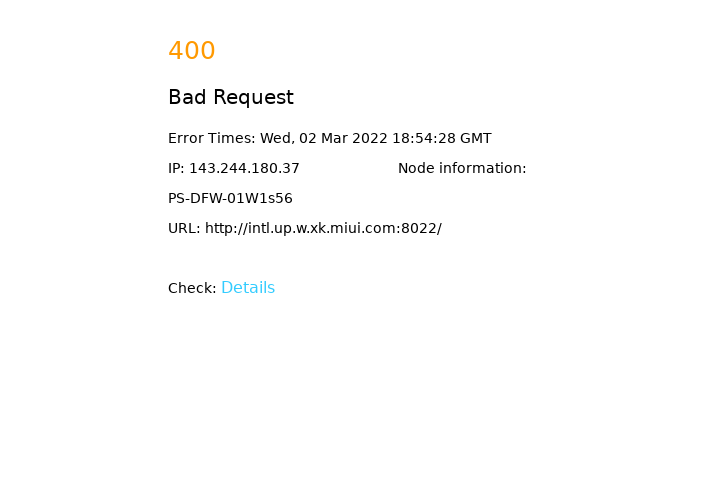 400
Bad Request
Error Times: Wed, 02 Mar 2022 18:54:28 GMT
IP: 143.244.180.37 Node information:
PS-DFW-01W1s56
URL: http://intl.up.w.xk.miui.com:8022/
Check: Details